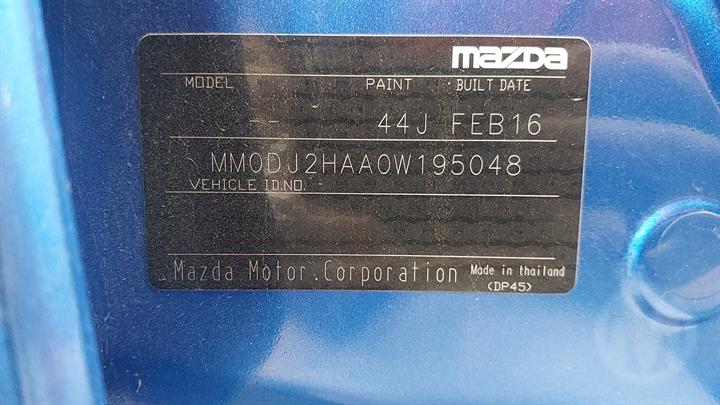 mazda
MODEL PAINT BUILT DATE
-- 44J FEB16
MM0DJ2HAA0W195048
VEHICLE ID.NO.
Mazda Motor Corporation Made in thailand
(DP45)